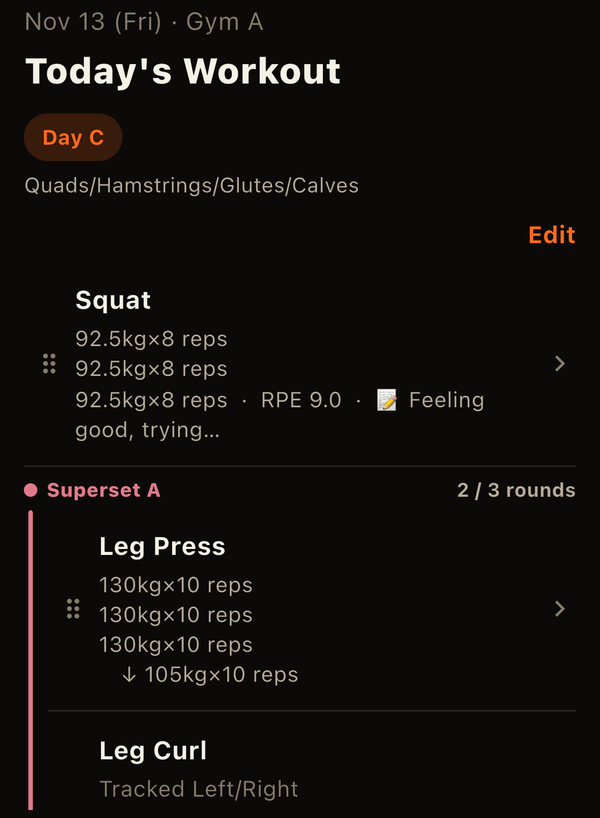 Nov 13 (Fri) · Gym A
Today's Workout
Day C
Quads/Hamstrings/Glutes/Calves
Edit
Squat
92.5kg×8 reps
92.5kg×8 reps
92.5kg×8 reps · RPE 9.0 · 📝 Feeling
good, trying…
Superset A 2 / 3 rounds
Leg Press
130kg×10 reps
130kg×10 reps
130kg×10 reps
↓ 105kg×10 reps
Leg Curl
Tracked Left/Right